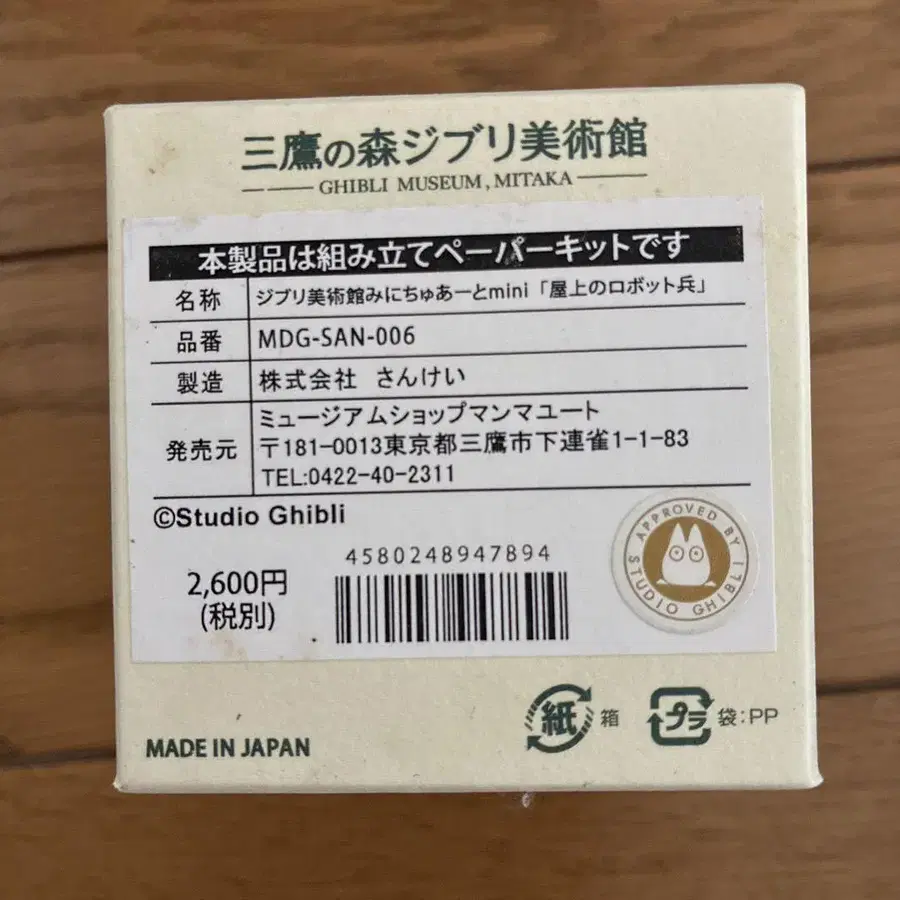 三鷹の森ジブリ美術館
GHIBLI MUSEUM, MITAKA
本製品は組み立てペーパーキットです
名称 ジブリ美術館みにちゅあーとmini「屋上のロボット兵」
品番 MDG-SAN-006
製造 株式会社 さんけい
発売元 ミュージアムショップマンマユート
〒181-0013東京都三鷹市下連雀1-1-83
TEL:0422-40-2311
©Studio Ghibli
4580248947894
2,600円
(税別)
APPROVED BY STUDIO GHIBLI
紙 箱
プラ 袋:PP
MADE IN JAPAN